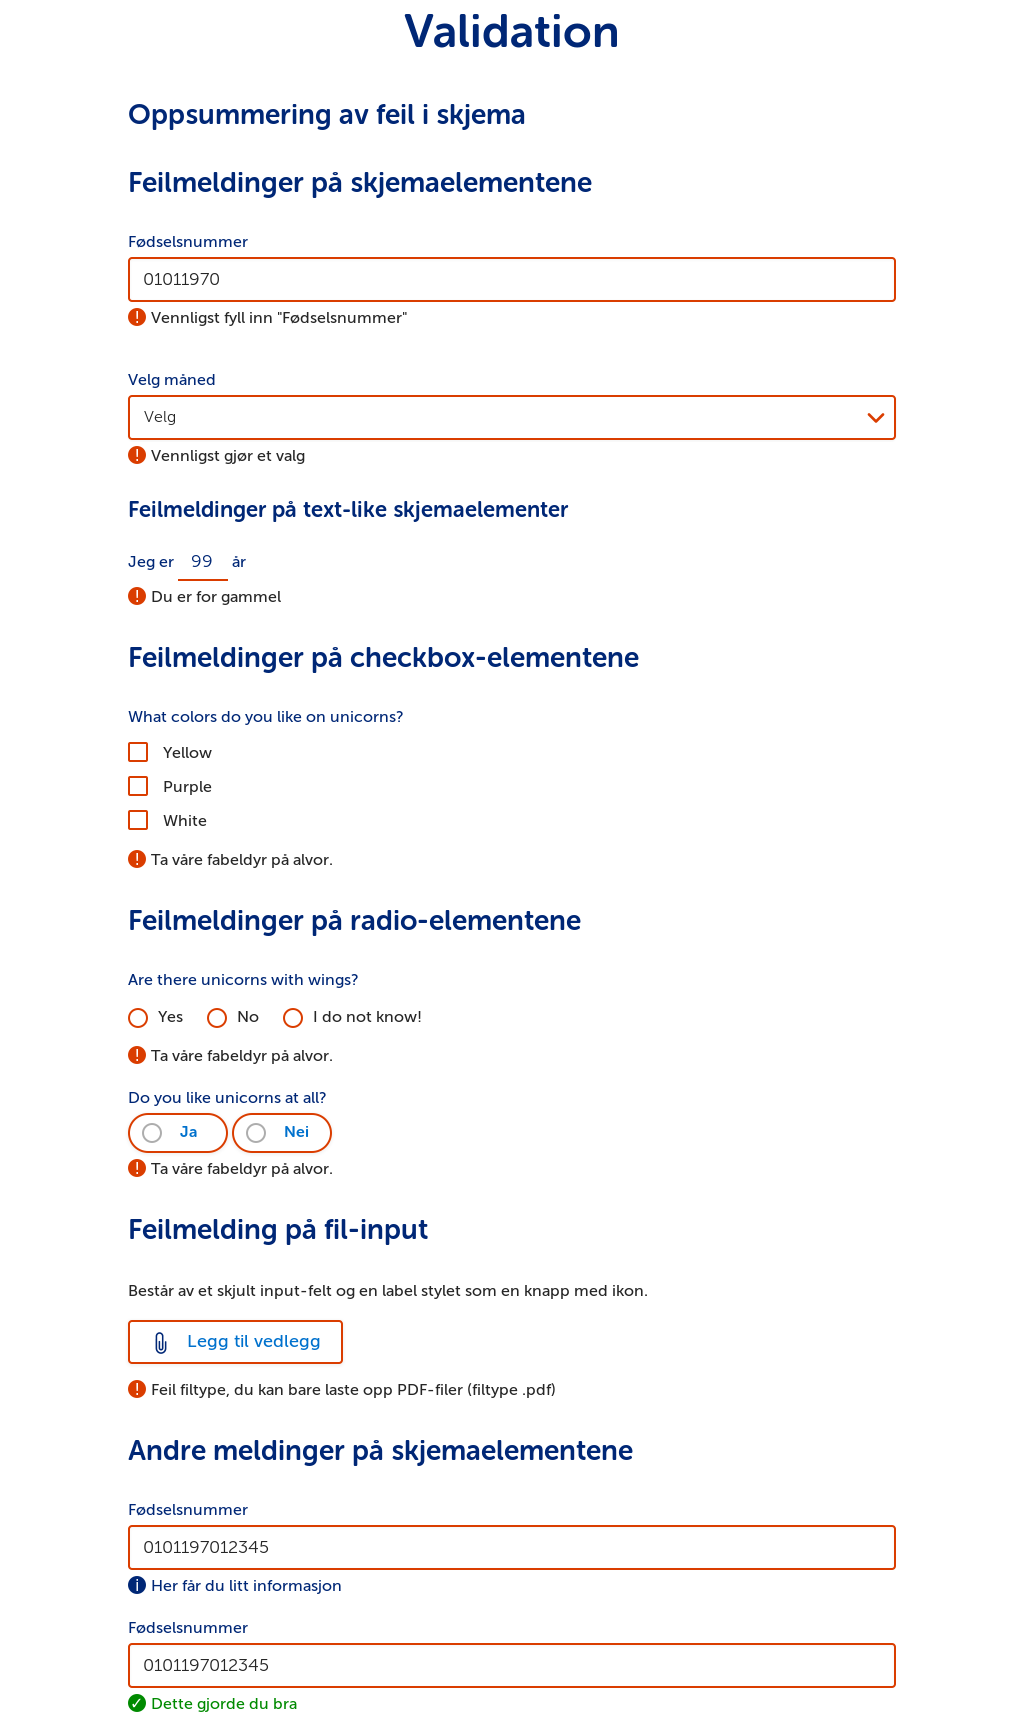 Validation
Oppsummering av feil i skjema
Feilmeldinger på skjemaelementene
Fødselsnummer
01011970
Vennligst fyll inn "Fødselsnummer"
Velg måned
Velg
Vennligst gjør et valg
Feilmeldinger på text-like skjemaelementer
Jeg er 99 år
Du er for gammel
Feilmeldinger på checkbox-elementene
What colors do you like on unicorns?
Yellow
Purple
White
Ta våre fabeldyr på alvor.
Feilmeldinger på radio-elementene
Are there unicorns with wings?
Yes No I do not know!
Ta våre fabeldyr på alvor.
Do you like unicorns at all?
Ja Nei
Ta våre fabeldyr på alvor.
Feilmelding på fil-input
Består av et skjult input-felt og en label stylet som en knapp med ikon.
Legg til vedlegg
Feil filtype, du kan bare laste opp PDF-filer (filtype .pdf)
Andre meldinger på skjemaelementene
Fødselsnummer
0101197012345
Her får du litt informasjon
Fødselsnummer
0101197012345
Dette gjorde du bra